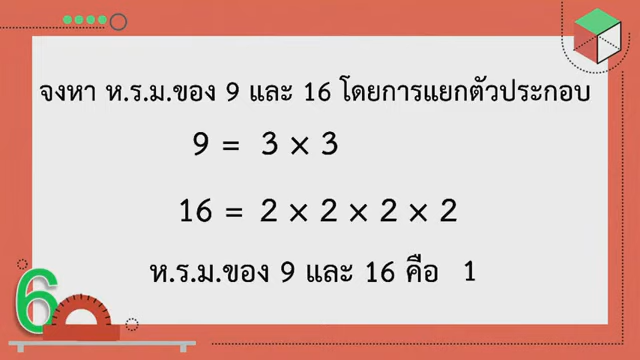 จงหา ห.ร.ม.ของ 9 และ 16 โดยการแยกตัวประกอบ
9 = 3 × 3
16 = 2 × 2 × 2 × 2
ห.ร.ม.ของ 9 และ 16 คือ 1
6